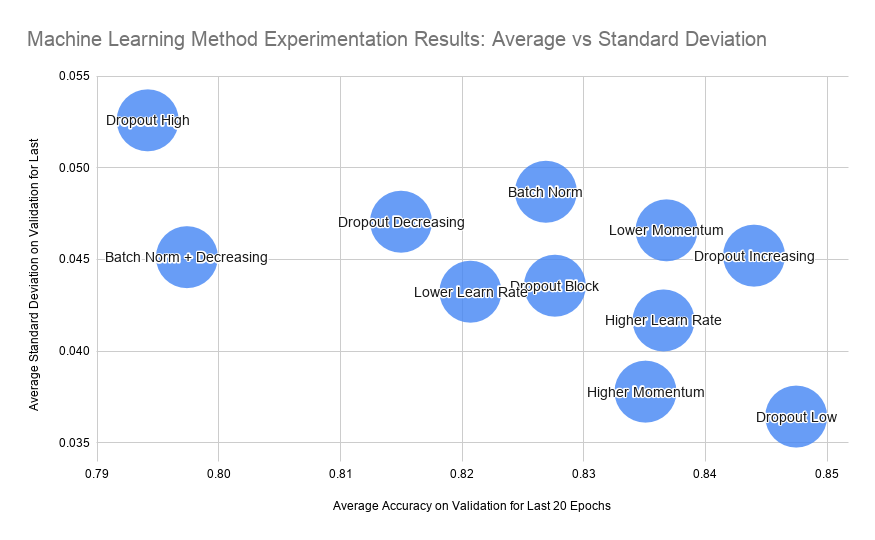 Machine Learning Method Experimentation Results: Average vs Standard Deviation
Average Standard Deviation on Validation for Last
0.055
0.050
0.045
0.040
0.035
Dropout High
Batch Norm
Dropout Decreasing
Lower Momentum
Batch Norm + Decreasing
Dropout Increasing
Lower Learn Rate
Dropout Block
Higher Learn Rate
Higher Momentum
Dropout Low
0.79
0.80
0.81
0.82
0.83
0.84
0.85
Average Accuracy on Validation for Last 20 Epochs